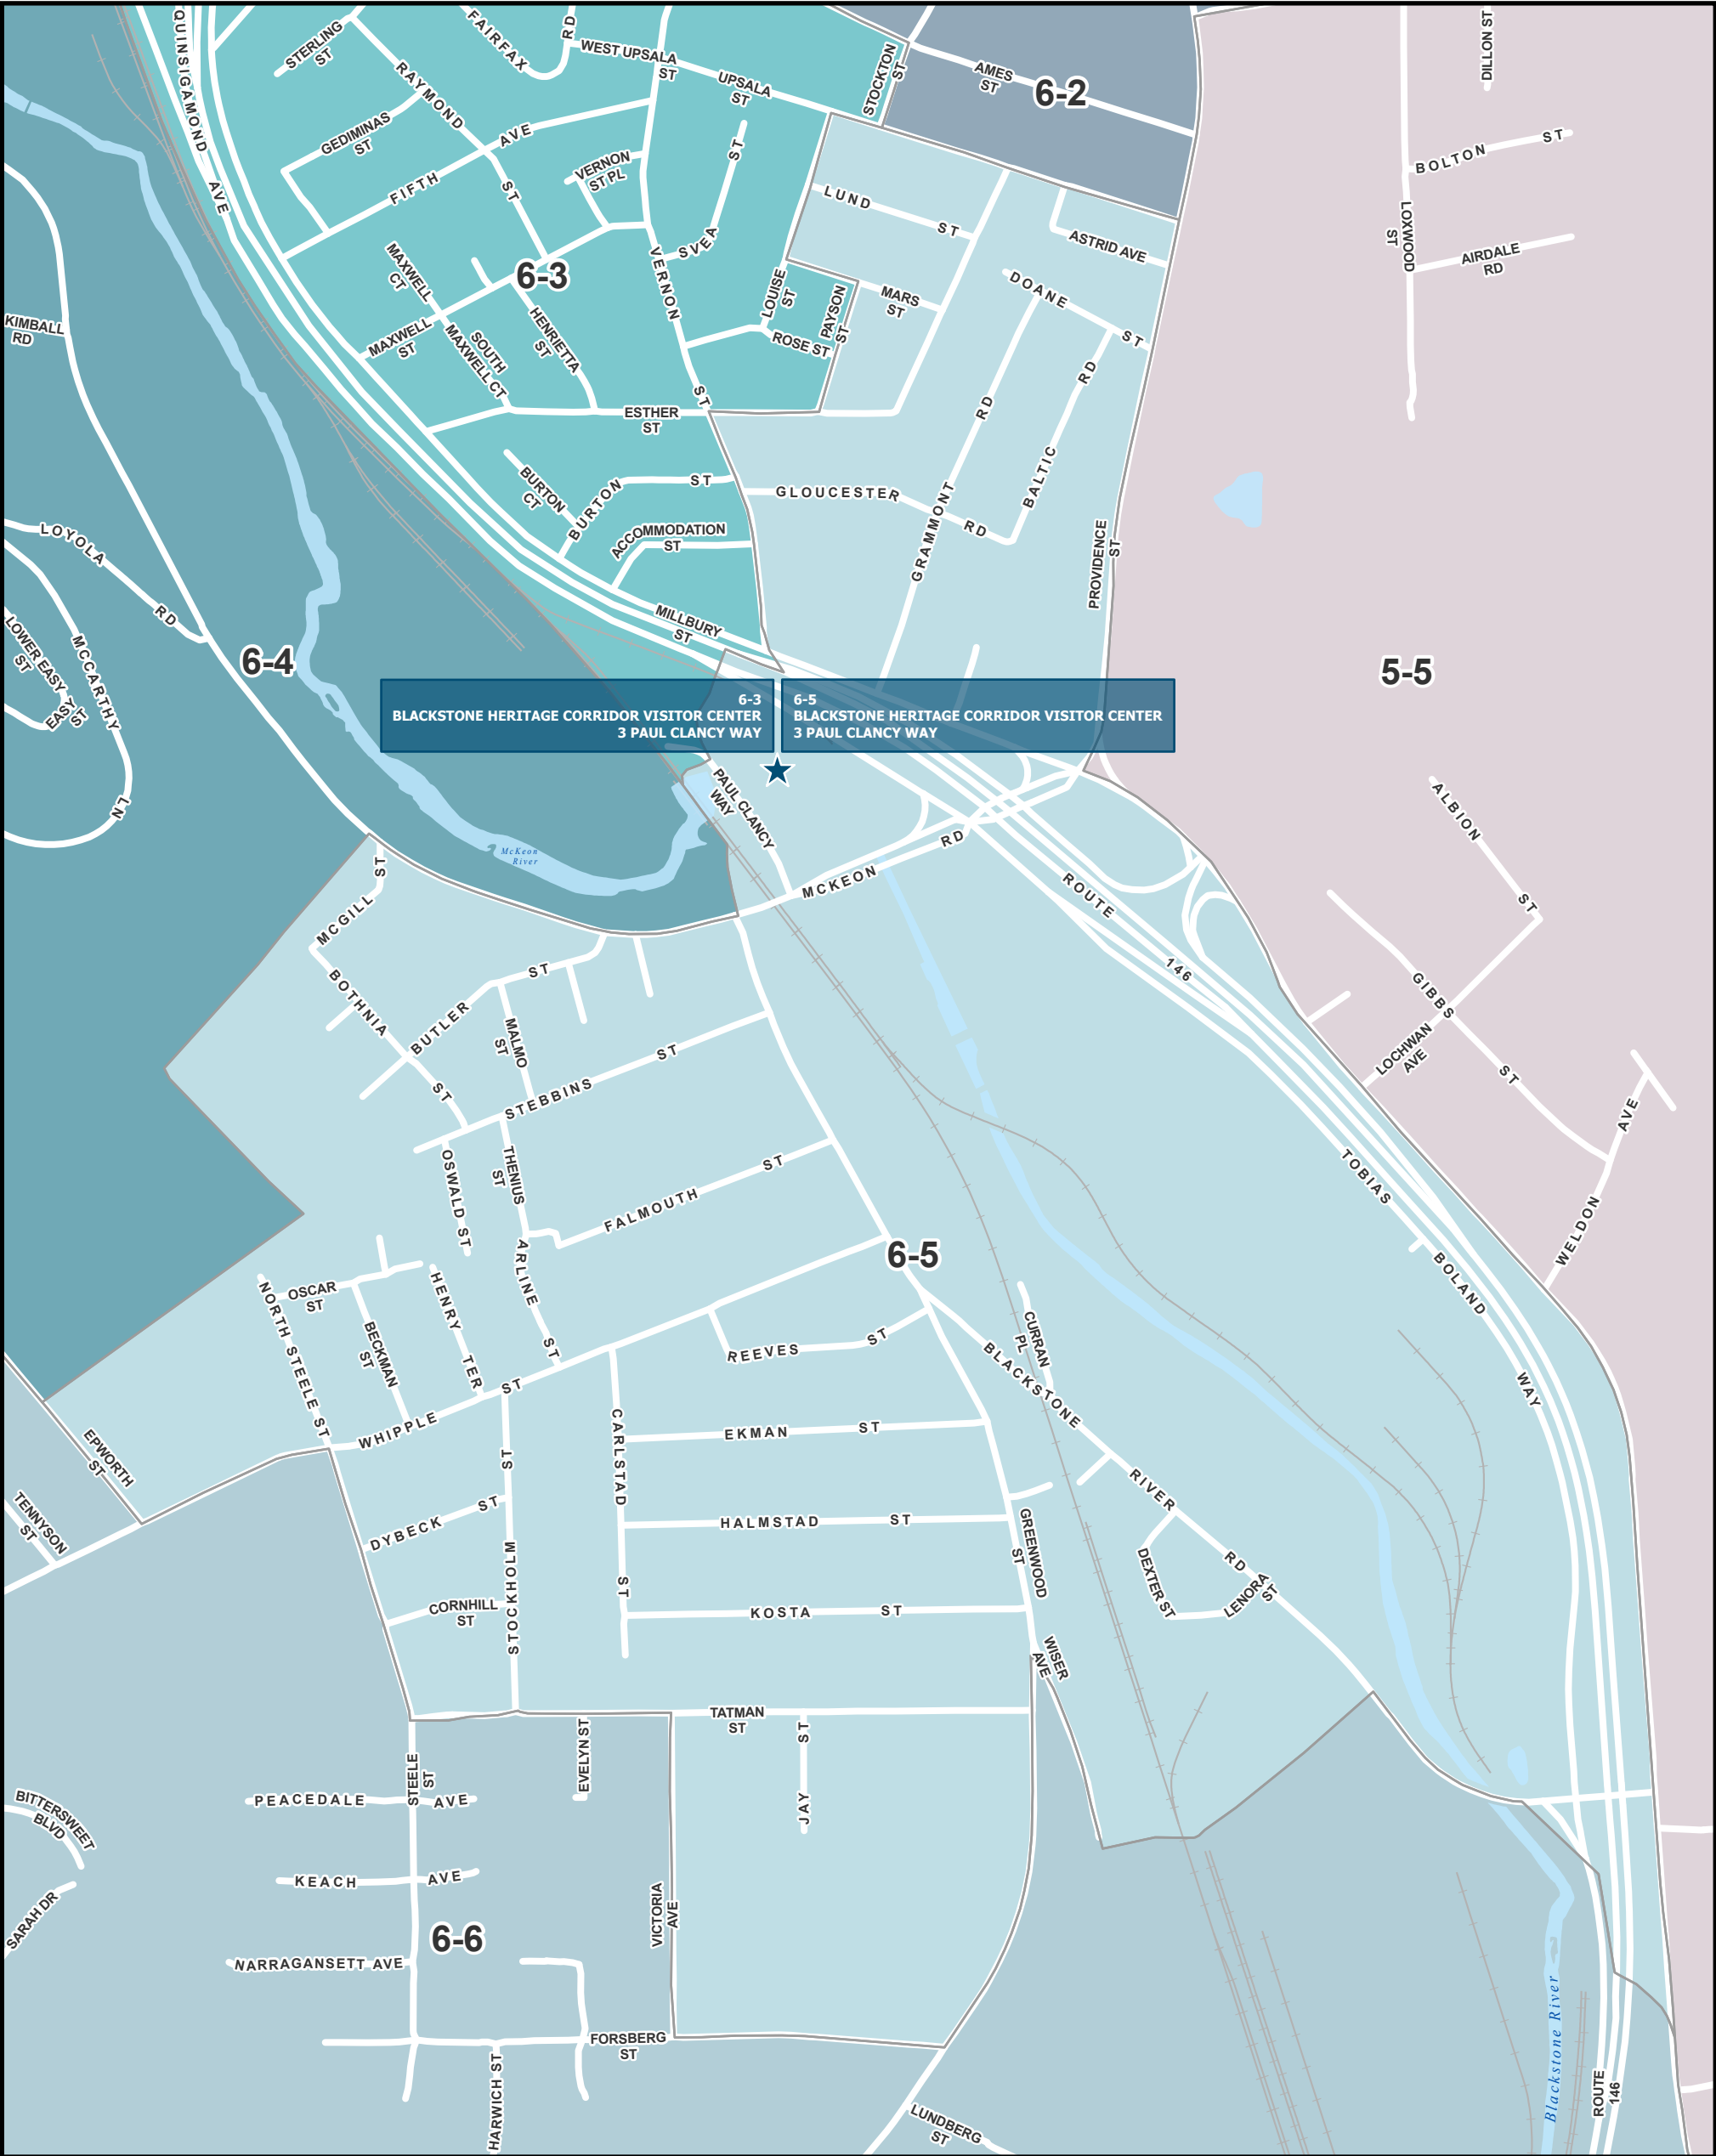 QUINSIGAMOND
AVE
STERLING
ST
FAIRFAX
RD
WEST UPSALA
ST
UPSALA
ST
STOCKTON
ST
AMES
ST
6-2
DILLON ST
RAYMOND
ST
GEDIMINAS
ST
FIFTH AVE
VERNON
ST PL
SVEA ST
BOLTON ST
LOXWOOD
ST
AIRDALE
RD
LUND ST
ASTRID AVE
MAXWELL
CT
6-3
VERNON ST
LOUISE
ST
PAYSON
ST
MARS
ST
DOANE ST
KIMBALL
RD
MAXWELL
ST
SOUTH
MAXWELL CT
HENRIETTA
ST
ROSE ST
ESTHER
ST
GRAMMONT RD
BALTIC RD
BURTON
CT
BURTON ST
GLOUCESTER RD
ACCOMMODATION
ST
PROVIDENCE
ST
LOYOLA RD
MILLBURY
ST
LOWER EASY
ST
EASY
ST
MCCARTHY LN
6-4
5-5
6-3
BLACKSTONE HERITAGE CORRIDOR VISITOR CENTER
3 PAUL CLANCY WAY
6-5
BLACKSTONE HERITAGE CORRIDOR VISITOR CENTER
3 PAUL CLANCY WAY
PAUL CLANCY
WAY
McKeon
River
MCKEON RD
ROUTE 146
ALBION ST
MCGILL ST
BOTHNIA ST
BUTLER ST
MALMO
ST
STEBBINS ST
GIBBS ST
LOCHWAN
AVE
WELDON AVE
OSWALD ST
THENIUS
ST
FALMOUTH ST
TOBIAS BOLAND WAY
6-5
ARLINE ST
OSCAR
ST
HENRY TER
NORTH STEELE ST
BECKMAN
ST
REEVES ST
CURRAN
PL
BLACKSTONE RIVER RD
WHIPPLE ST
CARLSTAD ST
EKMAN ST
EPWORTH
ST
TENNYSON
ST
DYBECK ST
STOCKHOLM ST
HALMSTAD ST
GREENWOOD
ST
DEXTER ST
LENORA
ST
CORNHILL
ST
KOSTA ST
WISER
AVE
TATMAN
ST
EVELYN ST
JAY ST
STEELE
ST
PEACEDALE AVE
BITTERSWEET
BLVD
KEACH AVE
SARAH DR
VICTORIA
AVE
6-6
NARRAGANSETT AVE
FORSBERG
ST
HARWICH ST
LUNDBERG
ST
Blackstone River
ROUTE
146